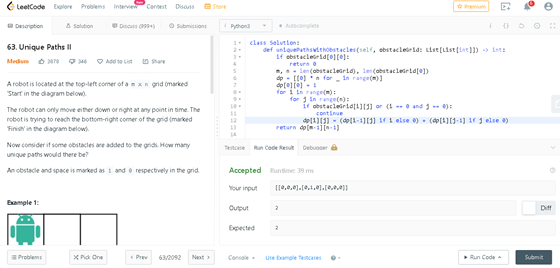 LeetCode
Explore
Problems
Interview
New
Contest
Discuss
Store
Premium
Description
Solution
Discuss (999+)
Submissions
Python3
Autocomplete
63. Unique Paths II
Medium
3878
346
Add to List
Share
A robot is located at the top-left corner of a m x n grid (marked
'Start' in the diagram below).
The robot can only move either down or right at any point in time. The
robot is trying to reach the bottom-right corner of the grid (marked
'Finish' in the diagram below).
Now consider if some obstacles are added to the grids. How many
unique paths would there be?
An obstacle and space is marked as 1 and 0 respectively in the grid.
Example 1:
1 class Solution:
2 def uniquePathsWithObstacles(self, obstacleGrid: List[List[int]]) -> int:
3 if obstacleGrid[0][0]:
4 return 0
5 m, n = len(obstacleGrid), len(obstacleGrid[0])
6 dp = [[0] * n for _ in range(m)]
7 dp[0][0] = 1
8 for i in range(m):
9 for j in range(n):
10 if obstacleGrid[i][j] or (i == 0 and j == 0):
11 continue
12 dp[i][j] = (dp[i-1][j] if i else 0) + (dp[i][j-1] if j else 0)
13 return dp[m-1][n-1]
14
Testcase
Run Code Result
Debugger
Accepted
Runtime: 39 ms
Your input
[[0,0,0],[0,1,0],[0,0,0]]
Output
2
Diff
Expected
2
Problems
Pick One
Prev
63/2092
Next
Console
Use Example Testcases
Run Code
Submit